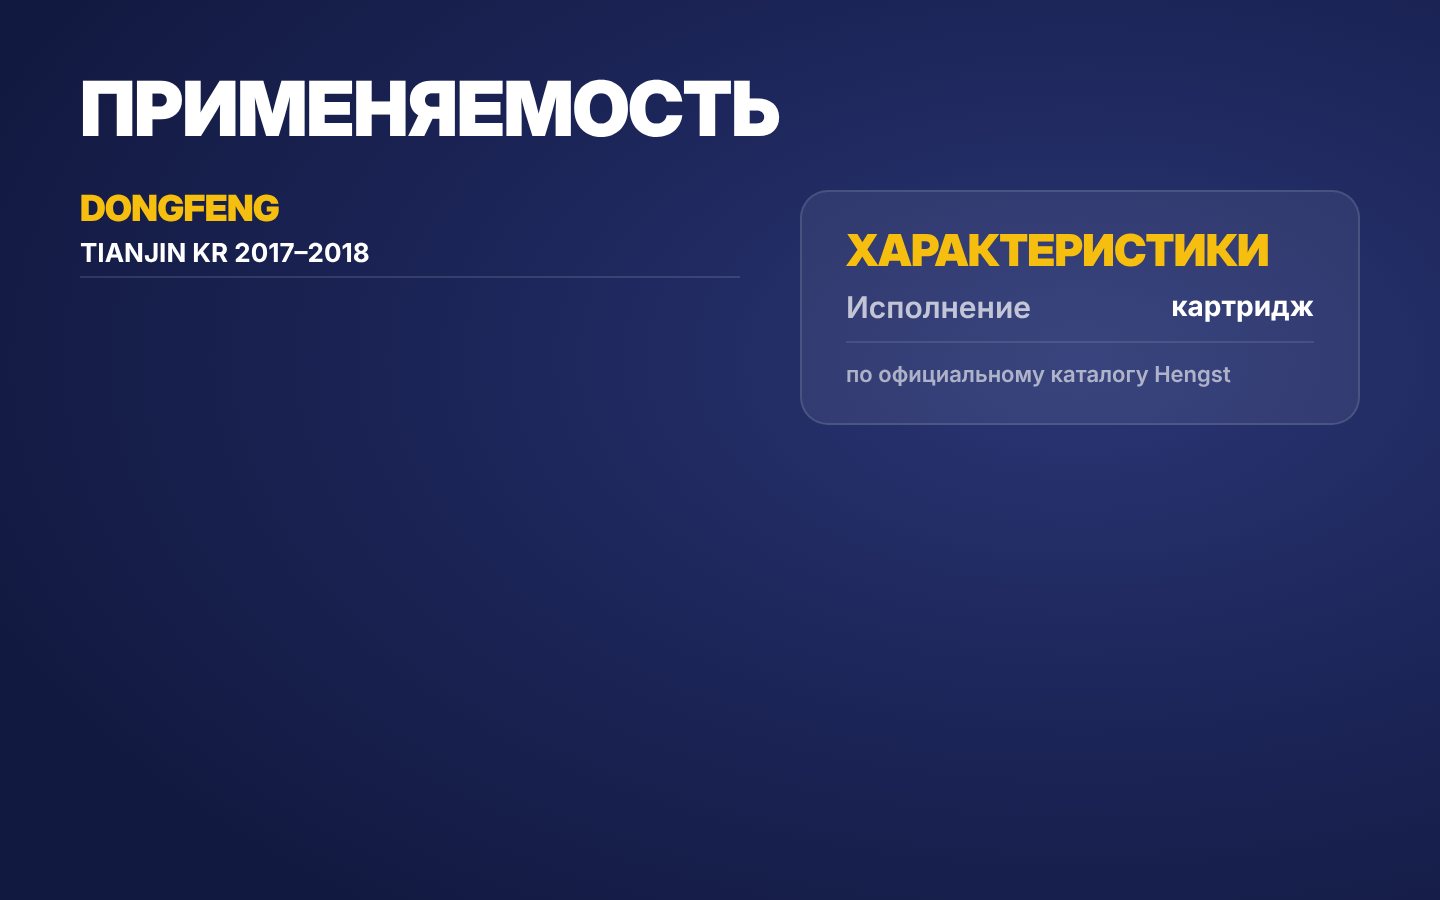 ПРИМЕНЯЕМОСТЬ
DONGFENG
TIANJIN KR 2017–2018
ХАРАКТЕРИСТИКИ
Исполнение картридж
по официальному каталогу Hengst